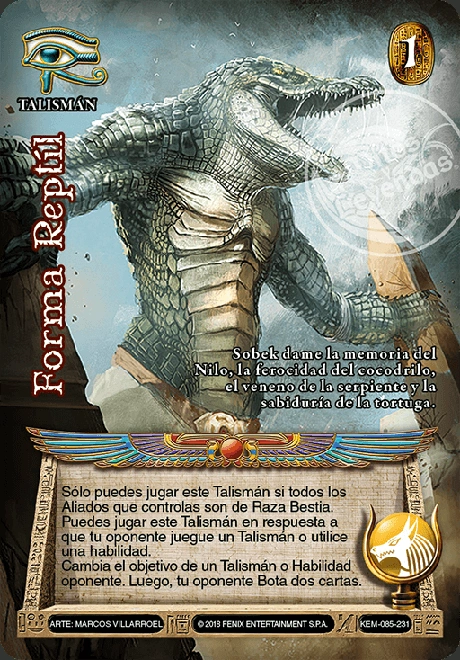 1
TALISMÁN
Forma Reptil
Mitos
Leyendas
Sobek dame la memoria del
Nilo, la ferocidad del cocodrilo,
el veneno de la serpiente y la
sabiduría de la tortuga.
Sólo puedes jugar este Talismán si todos los
Aliados que controlas son de Raza Bestia.
Puedes jugar este Talismán en respuesta a
que tu oponente juegue un Talismán o utilice
una habilidad.
Cambia el objetivo de un Talismán o Habilidad
oponente. Luego, tu oponente Bota dos cartas.
ARTE: MARCOS VILLARROEL
© 2013 FENIX ENTERTAINMENT S.P.A.
KEM-085-231